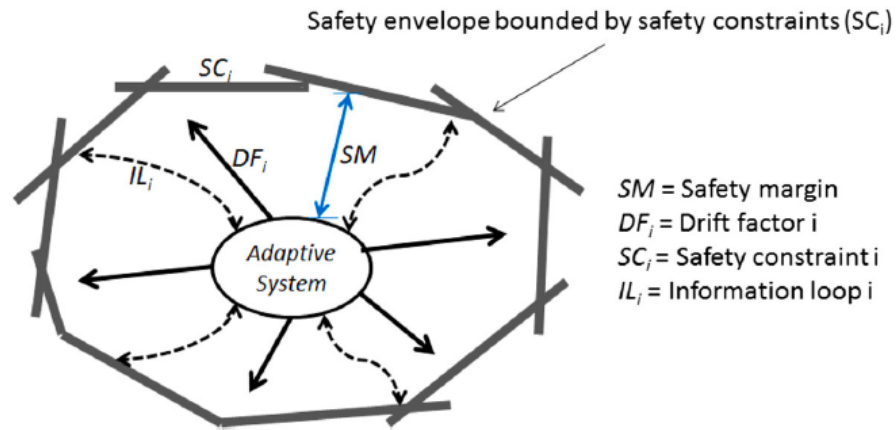 Safety envelope bounded by safety constraints (SCi)
SCi
DFi
SM
ILi
Adaptive
System
SM = Safety margin
DFi = Drift factor i
SCi = Safety constraint i
ILi = Information loop i